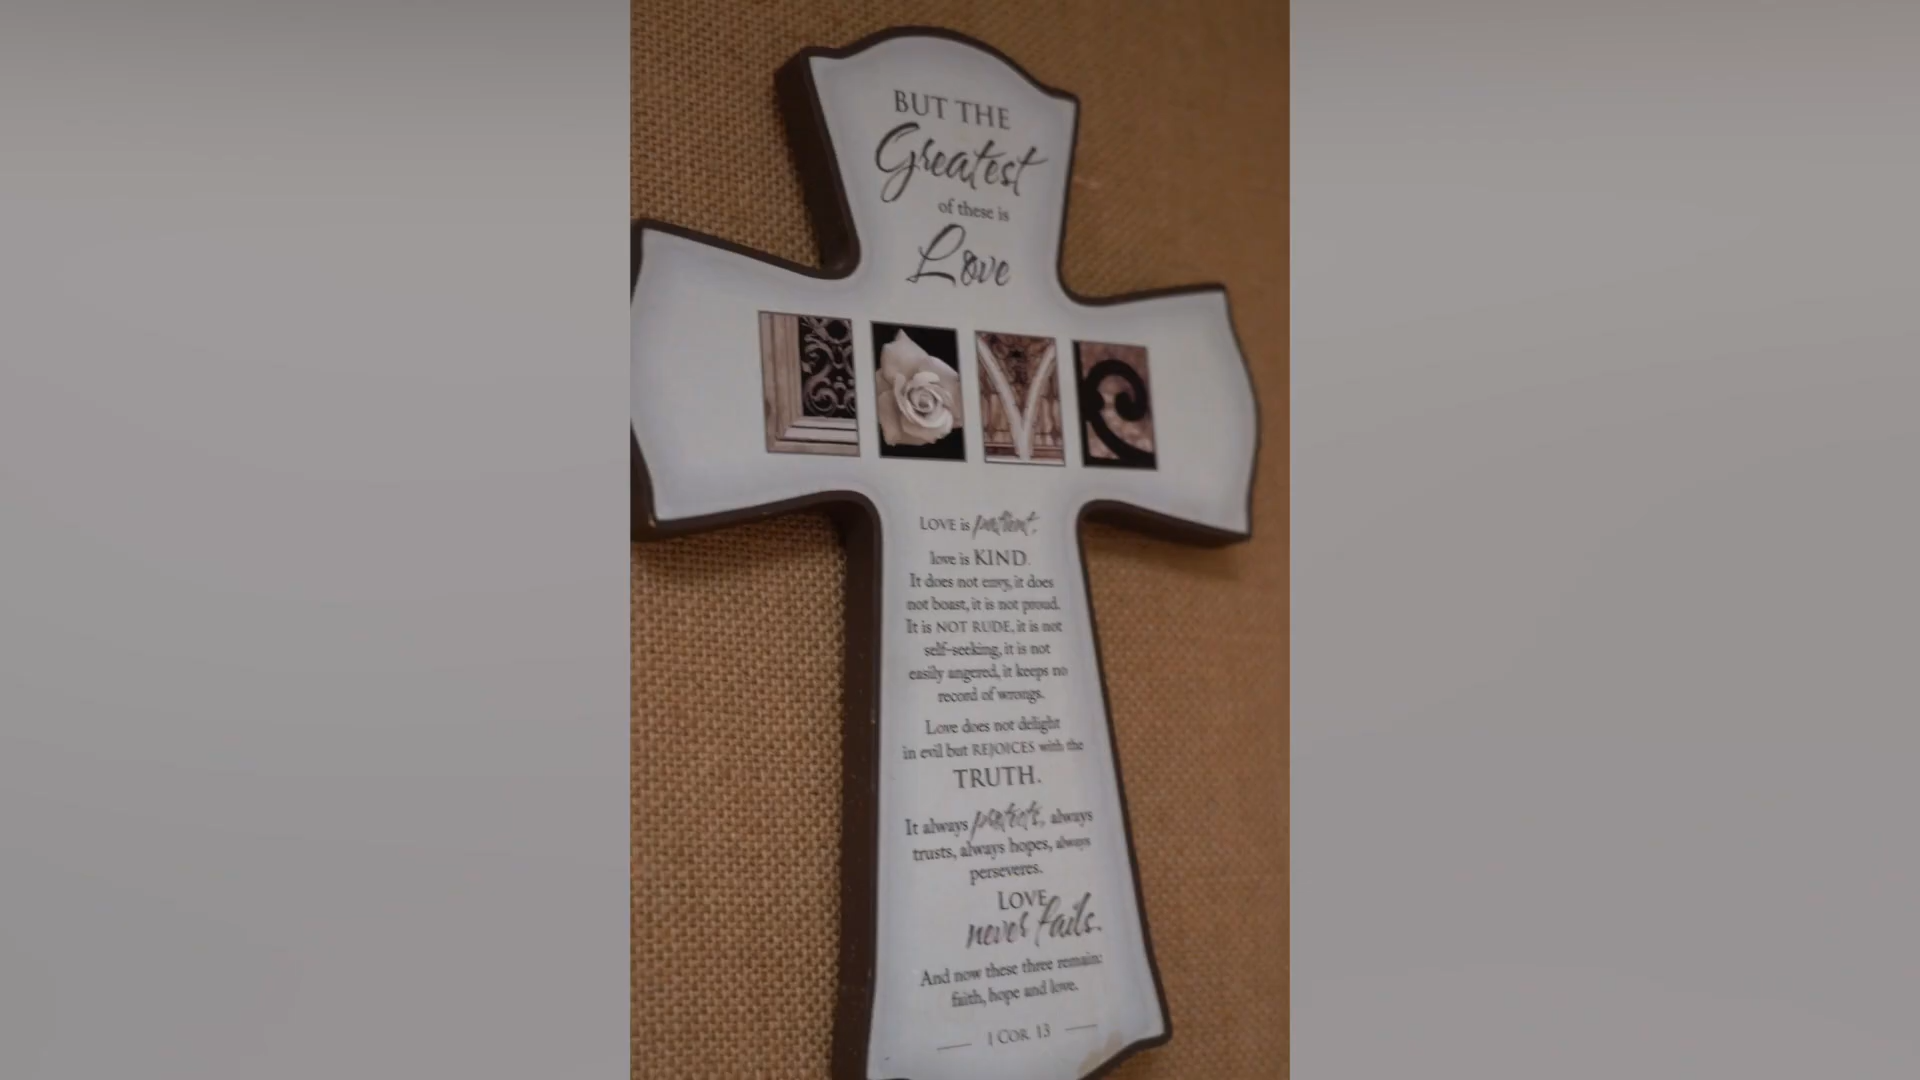 BUT THE
Greatest
of these is
Love
LOVE
LOVE is patient,
love is KIND.
It does not envy, it does
not boast, it is not proud.
It is NOT RUDE, it is not
self-seeking, it is not
easily angered, it keeps no
record of wrongs.
Love does not delight
in evil but REJOICES with the
TRUTH.
It always protects, always
trusts, always hopes, always
perseveres.
LOVE
never fails.
And now these three remain:
faith, hope and love.
1 COR. 13